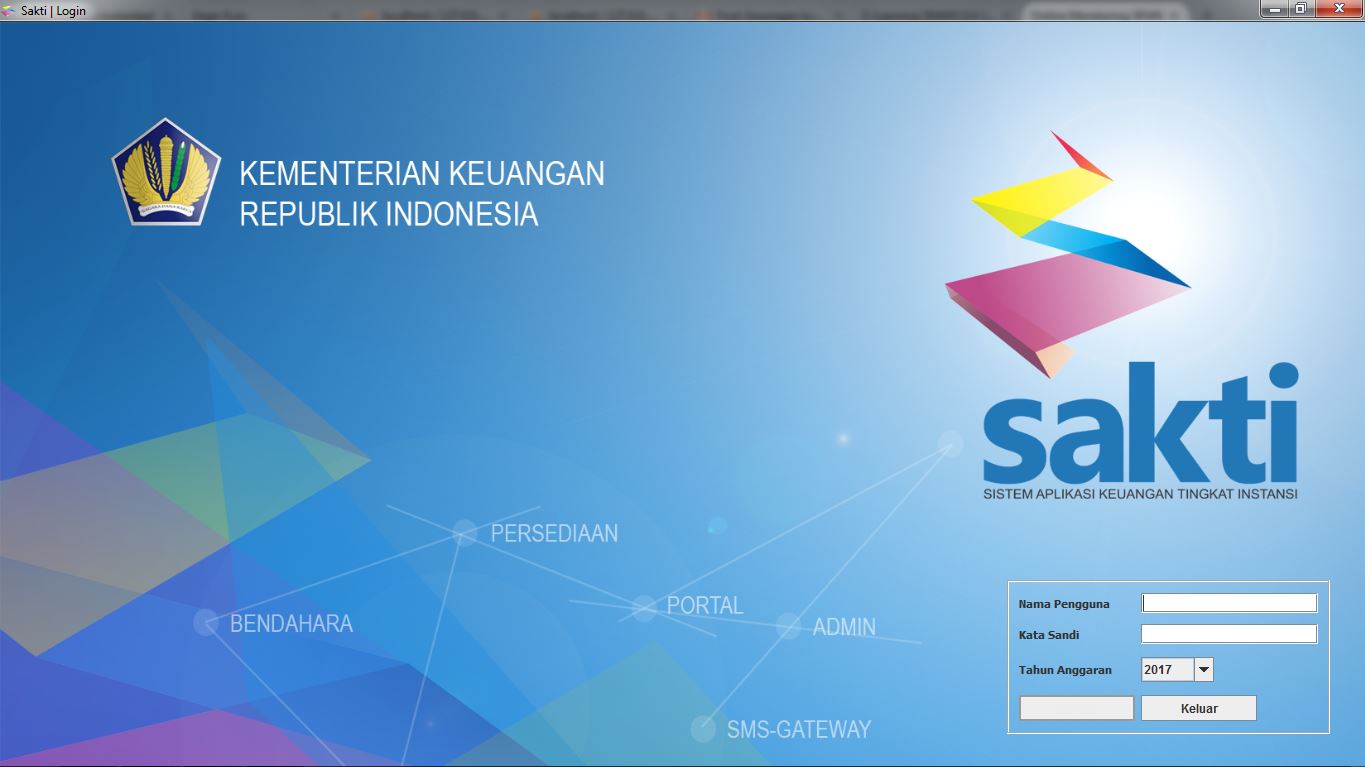 Sakti | Login
KEMENTERIAN KEUANGAN
REPUBLIK INDONESIA
sakti
SISTEM APLIKASI KEUANGAN TINGKAT INSTANSI
PERSEDIAAN
BENDAHARA
PORTAL
ADMIN
SMS-GATEWAY
Nama Pengguna
Kata Sandi
Tahun Anggaran 2017
Keluar